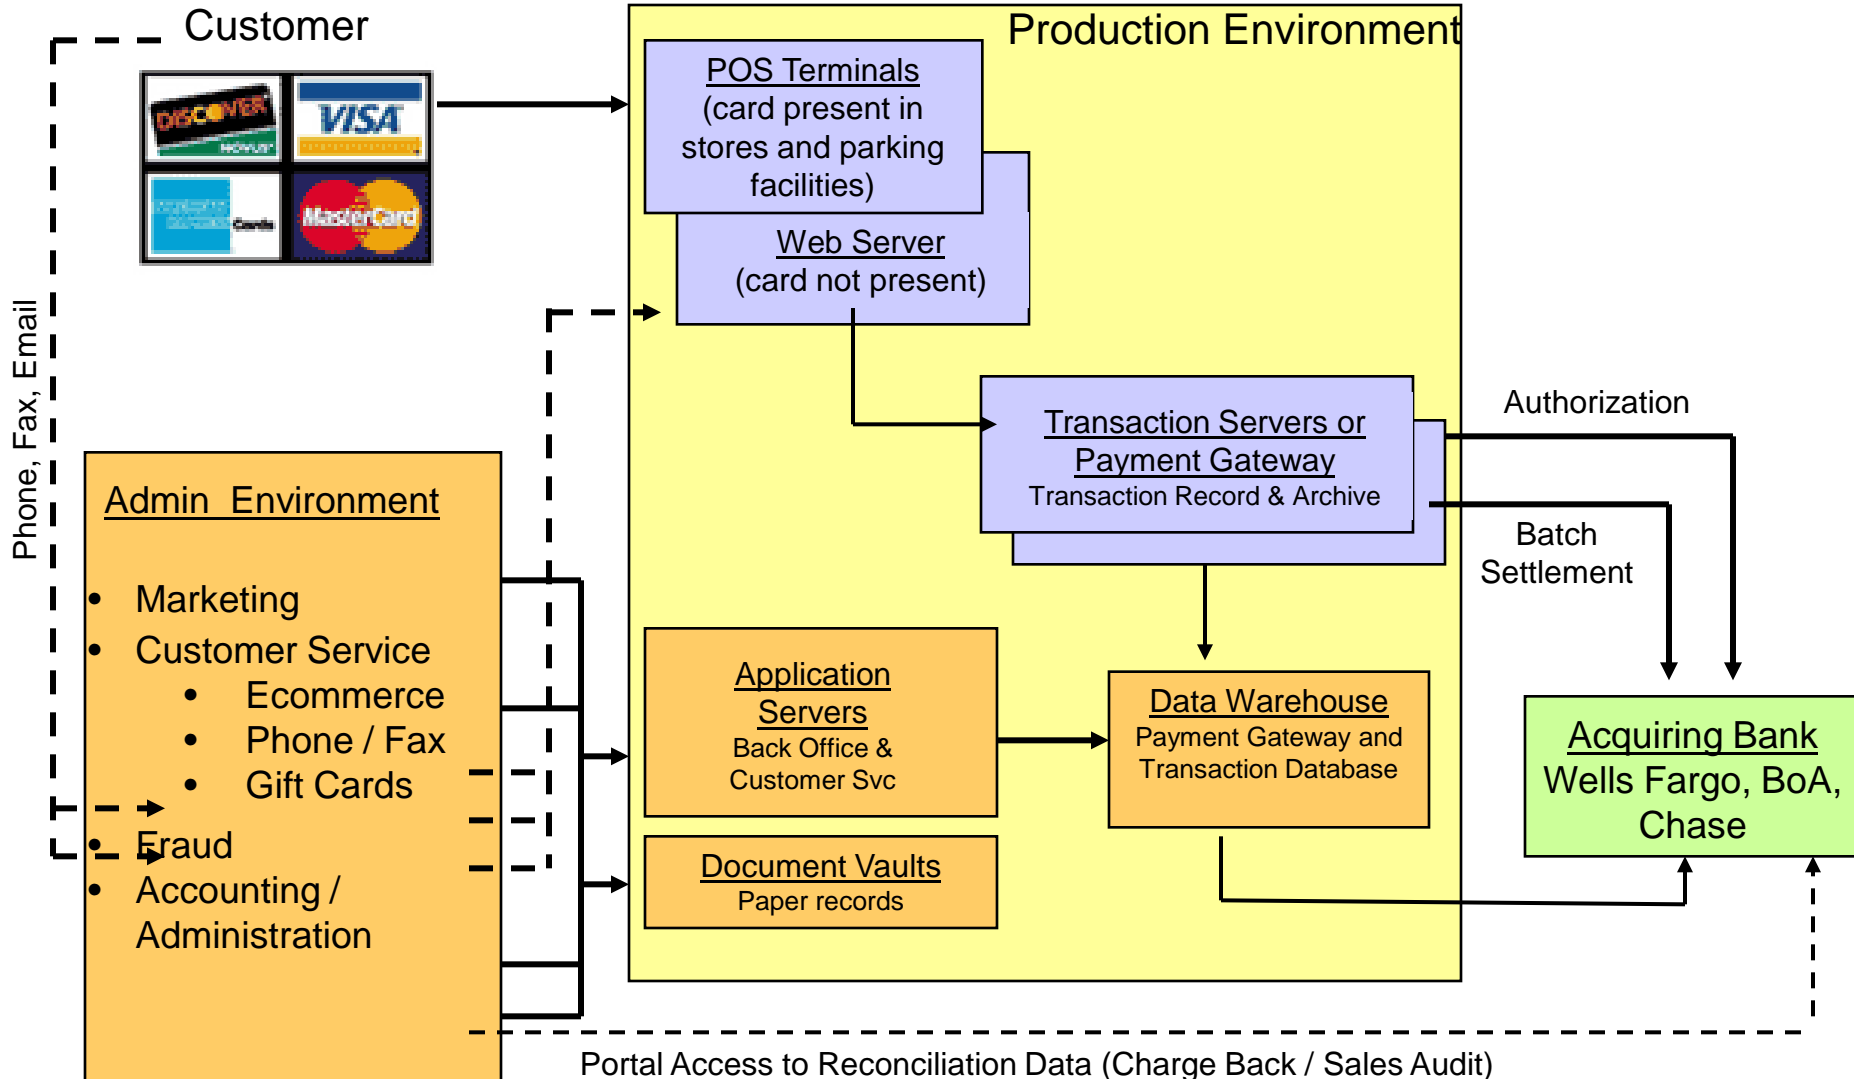 Customer
DISCOVER
NOVUS
VISA
Cards
MasterCard
Phone, Fax, Email
Production Environment
POS Terminals
(card present in
stores and parking
facilities)
Web Server
(card not present)
Transaction Servers or
Payment Gateway
Transaction Record & Archive
Authorization
Batch
Settlement
Admin Environment
• Marketing
• Customer Service
• Ecommerce
• Phone / Fax
• Gift Cards
• Fraud
• Accounting /
Administration
Application
Servers
Back Office &
Customer Svc
Document Vaults
Paper records
Data Warehouse
Payment Gateway and
Transaction Database
Acquiring Bank
Wells Fargo, BoA,
Chase
Portal Access to Reconciliation Data (Charge Back / Sales Audit)